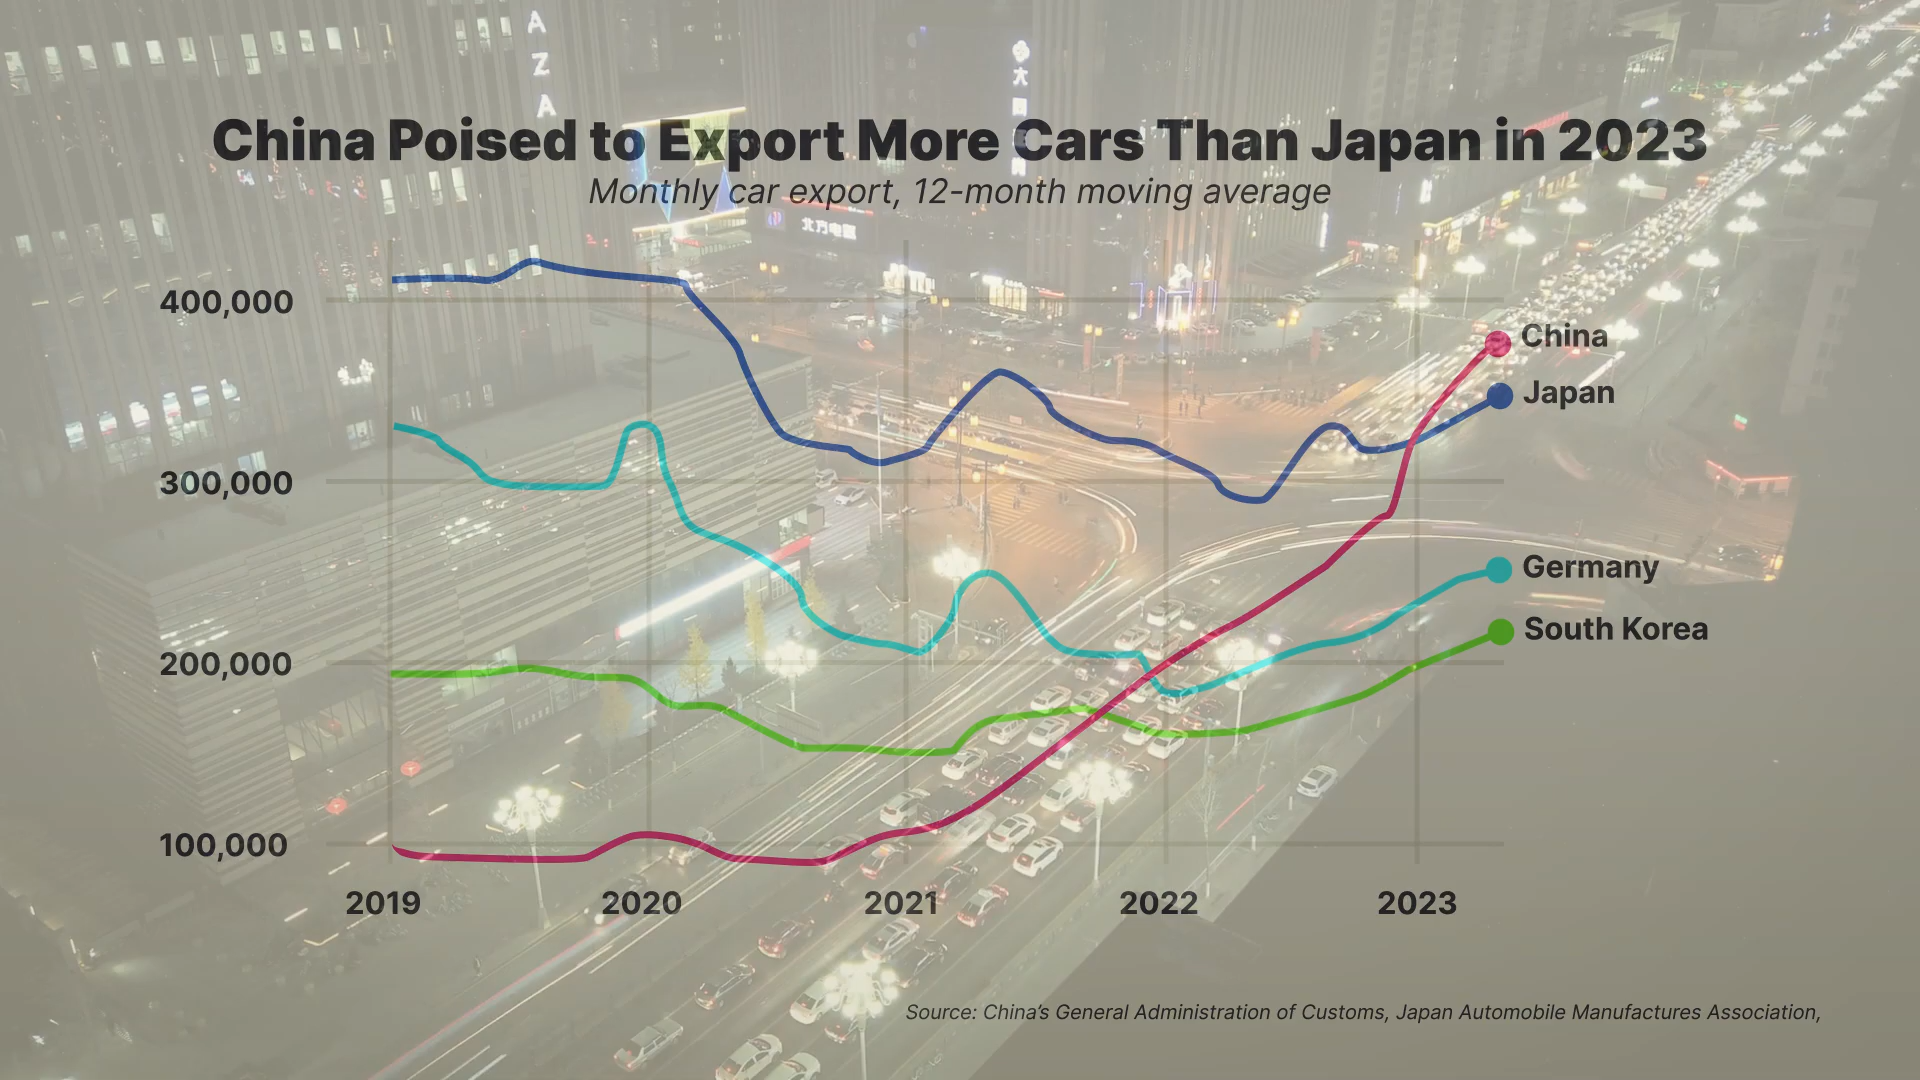 A
Z
A
大
China Poised to Export More Cars Than Japan in 2023
Monthly car export, 12-month moving average
400,000
300,000
200,000
100,000
China
Japan
Germany
South Korea
2019
2020
2021
2022
2023
Source: China’s General Administration of Customs, Japan Automobile Manufactures Association,